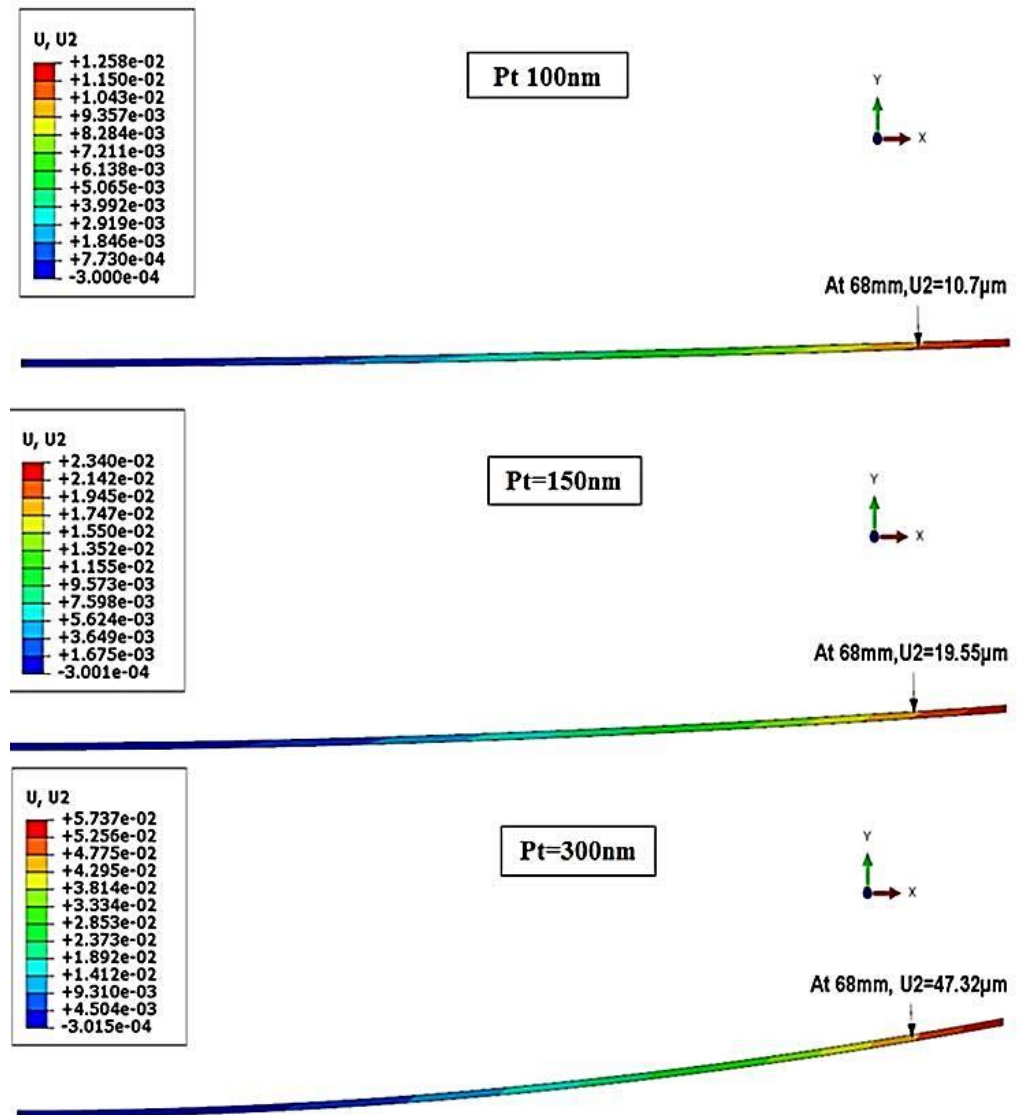 U, U2
+1.258e-02
+1.150e-02
+1.043e-02
+9.357e-03
+8.284e-03
+7.211e-03
+6.138e-03
+5.065e-03
+3.992e-03
+2.919e-03
+1.846e-03
+7.730e-04
-3.000e-04
Pt 100nm
Y
X
At 68mm,U2=10.7µm
U, U2
+2.340e-02
+2.142e-02
+1.945e-02
+1.747e-02
+1.550e-02
+1.352e-02
+1.155e-02
+9.573e-03
+7.598e-03
+5.624e-03
+3.649e-03
+1.675e-03
-3.001e-04
Pt=150nm
Y
X
At 68mm,U2=19.55µm
U, U2
+5.737e-02
+5.256e-02
+4.775e-02
+4.295e-02
+3.814e-02
+3.334e-02
+2.853e-02
+2.373e-02
+1.892e-02
+1.412e-02
+9.310e-03
+4.504e-03
-3.015e-04
Pt=300nm
Y
X
At 68mm, U2=47.32µm